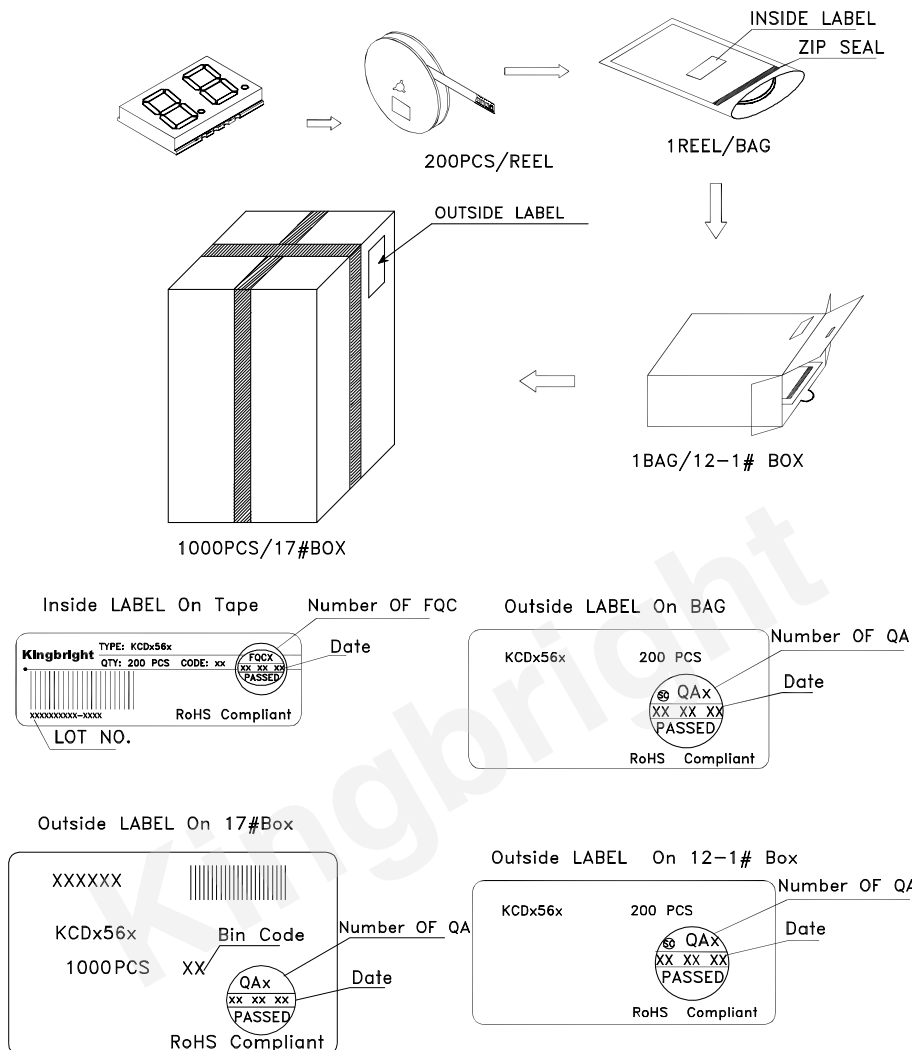 INSIDE LABEL
ZIP SEAL
200PCS/REEL
1REEL/BAG
OUTSIDE LABEL
1BAG/12-1# BOX
1000PCS/17#BOX
Inside LABEL On Tape
Number OF FQC
Kingbright
TYPE: KCDx56x
QTY: 200 PCS CODE: xx
FQCX
XX XX XX
PASSED
Date
xxxxxxxxxx-xxxx
RoHS Compliant
LOT NO.
Outside LABEL On BAG
Number OF QA
KCDx56x 200 PCS
QAx
XX XX XX
PASSED
Date
RoHS Compliant
Outside LABEL On 17#Box
XXXXXX
KCDx56x
Bin Code
Number OF QA
1000PCS XX
QAx
XX XX XX
PASSED
Date
RoHS Compliant
Outside LABEL On 12-1# Box
Number OF QA
KCDx56x 200 PCS
QAx
XX XX XX
PASSED
Date
RoHS Compliant
Kingbright